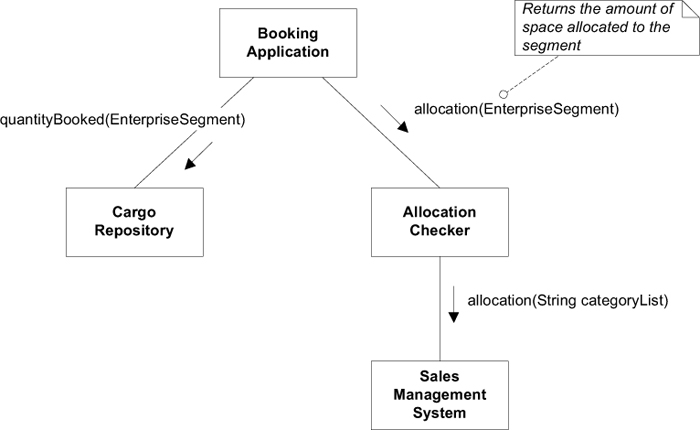 Returns the amount of
space allocated to the
segment
Booking
Application
quantityBooked(EnterpriseSegment)
allocation(EnterpriseSegment)
Cargo
Repository
Allocation
Checker
allocation(String categoryList)
Sales
Management
System